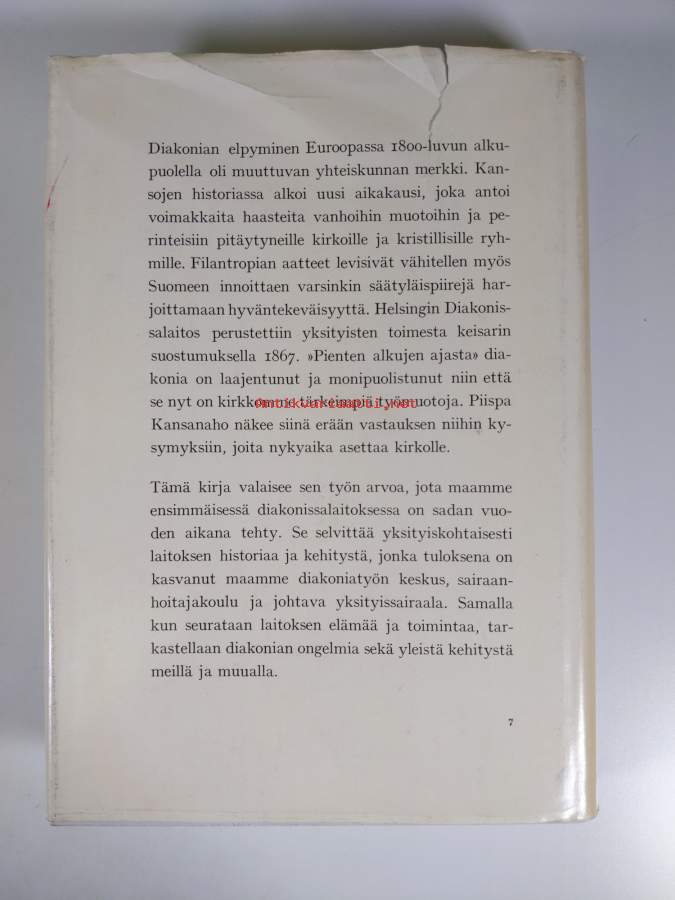 Diakonian elpyminen Euroopassa 1800-luvun alku-
puolella oli muuttuvan yhteiskunnan merkki. Kan-
sojen historiassa alkoi uusi aikakausi, joka antoi
voimakkaita haasteita vanhoihin muotoihin ja pe-
rinteisiin pitäytyneille kirkoille ja kristillisille ryh-
mille. Filantropian aatteet levisivät vähitellen myös
Suomeen innoittaen varsinkin säätyläispiirejä har-
joittamaan hyväntekeväisyyttä. Helsingin Diakonis-
salaitos perustettiin yksityisten toimesta keisarin
suostumuksella 1867. »Pienten alkujen ajasta» dia-
konia on laajentunut ja monipuolistunut niin että
se nyt on kirkkomme tärkeimpiä työmuotoja. Piispa
Antikvariaatti.net
Kansanaho näkee siinä erään vastauksen niihin ky-
symyksiin, joita nykyaika asettaa kirkolle.
Tämä kirja valaisee sen työn arvoa, jota maamme
ensimmäisessä diakonissalaitoksessa on sadan vuo-
den aikana tehty. Se selvittää yksityiskohtaisesti
laitoksen historiaa ja kehitystä, jonka tuloksena on
kasvanut maamme diakoniatyön keskus, sairaan-
hoitajakoulu ja johtava yksityissairaala. Samalla
kun seurataan laitoksen elämää ja toimintaa, tar-
kastellaan diakonian ongelmia sekä yleistä kehitystä
meillä ja muualla.
7